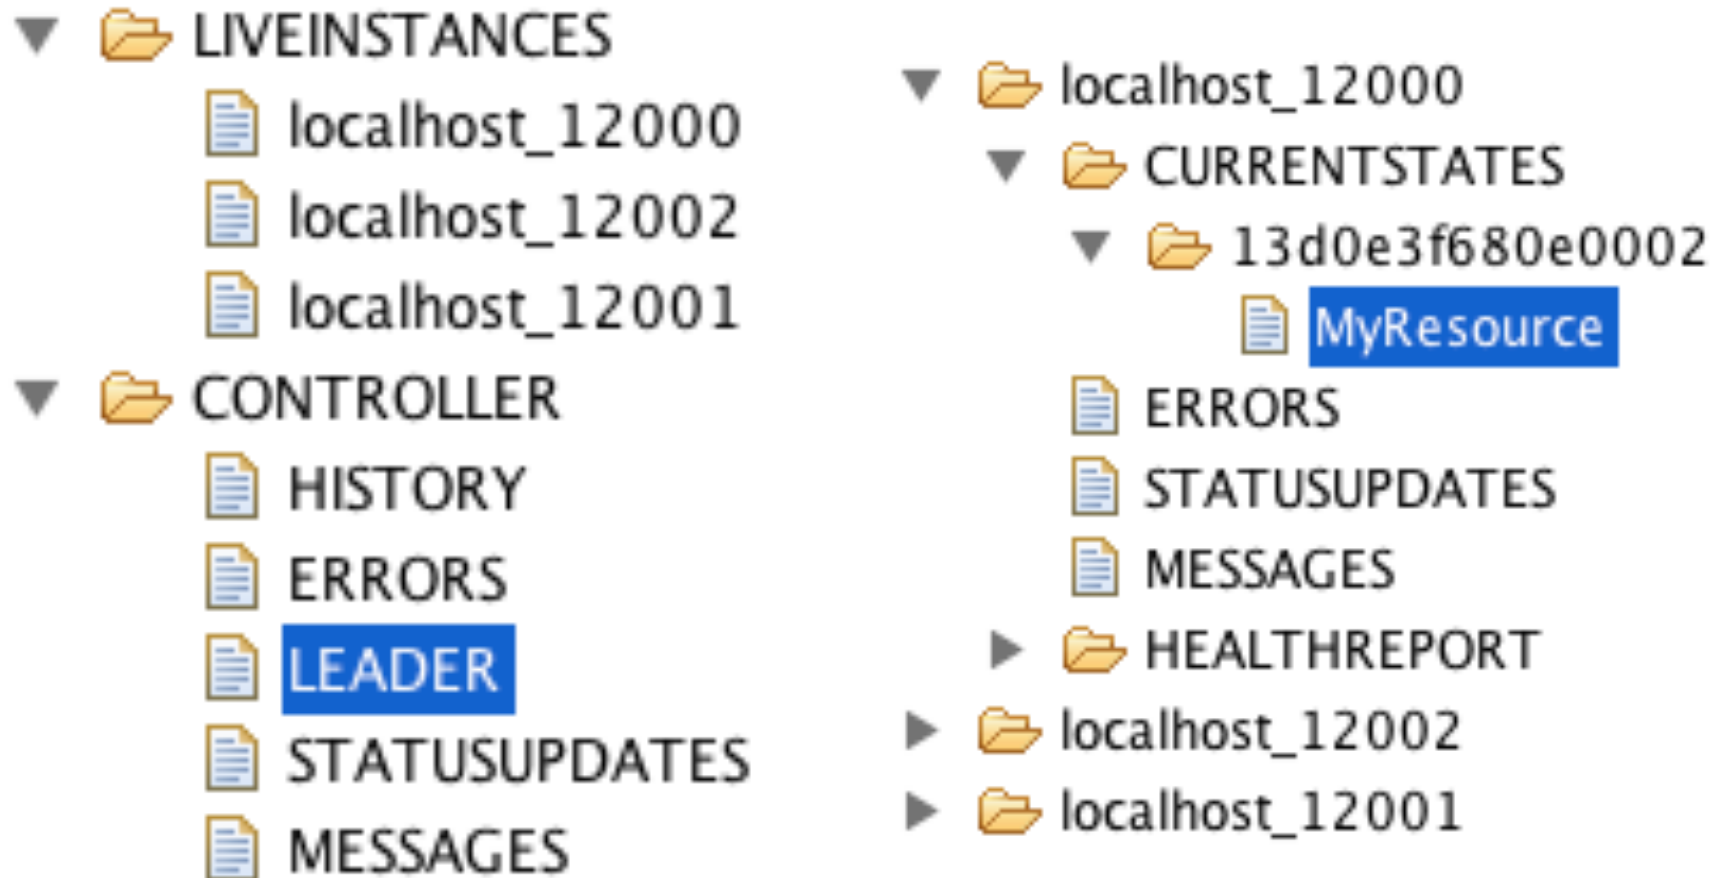 LIVEINSTANCES
localhost_12000
localhost_12002
localhost_12001
CONTROLLER
HISTORY
ERRORS
LEADER
STATUSUPDATES
MESSAGES
localhost_12000
CURRENTSTATES
13d0e3f680e0002
MyResource
ERRORS
STATUSUPDATES
MESSAGES
HEALTHREPORT
localhost_12002
localhost_12001